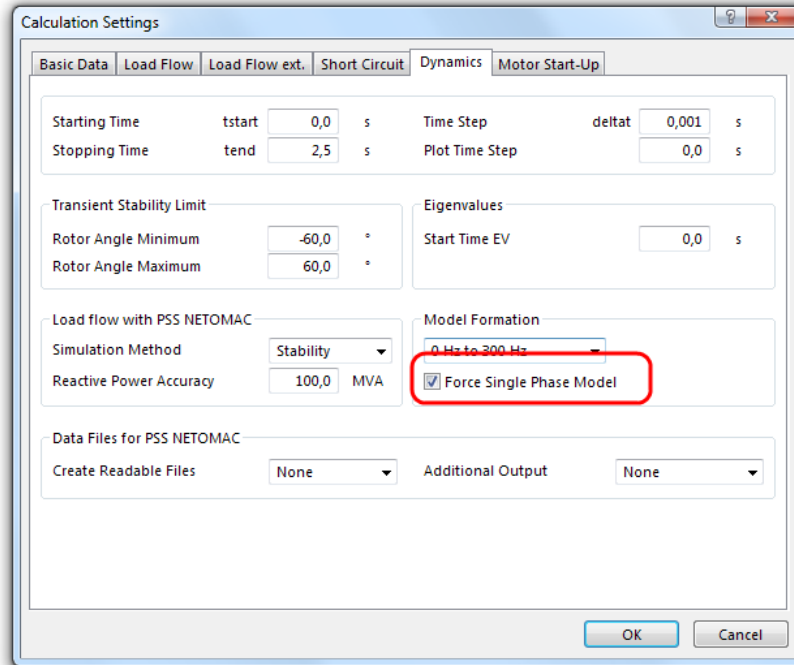 Calculation Settings
Basic Data Load Flow Load Flow ext. Short Circuit Dynamics Motor Start-Up
Starting Time tstart 0,0 s Time Step deltat 0,001 s
Stopping Time tend 2,5 s Plot Time Step 0,0 s
Transient Stability Limit Eigenvalues
Rotor Angle Minimum -60,0 ° Start Time EV 0,0 s
Rotor Angle Maximum 60,0 °
Load flow with PSS NETOMAC Model Formation
Simulation Method Stability 0 Hz to 300 Hz
Reactive Power Accuracy 100,0 MVA Force Single Phase Model
Data Files for PSS NETOMAC
Create Readable Files None Additional Output None
OK Cancel